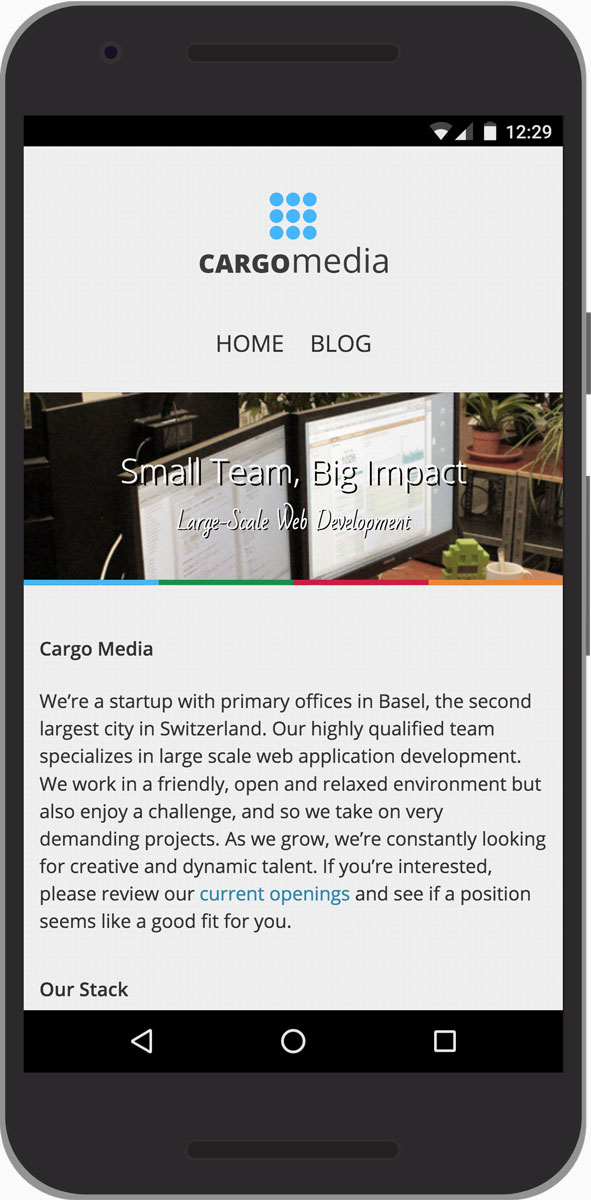 12:29
CARGOmedia
HOME BLOG
Small Team, Big Impact
Large-Scale Web Development
Cargo Media
We’re a startup with primary offices in Basel, the second
largest city in Switzerland. Our highly qualified team
specializes in large scale web application development.
We work in a friendly, open and relaxed environment but
also enjoy a challenge, and so we take on very
demanding projects. As we grow, we’re constantly looking
for creative and dynamic talent. If you’re interested,
please review our current openings and see if a position
seems like a good fit for you.
Our Stack